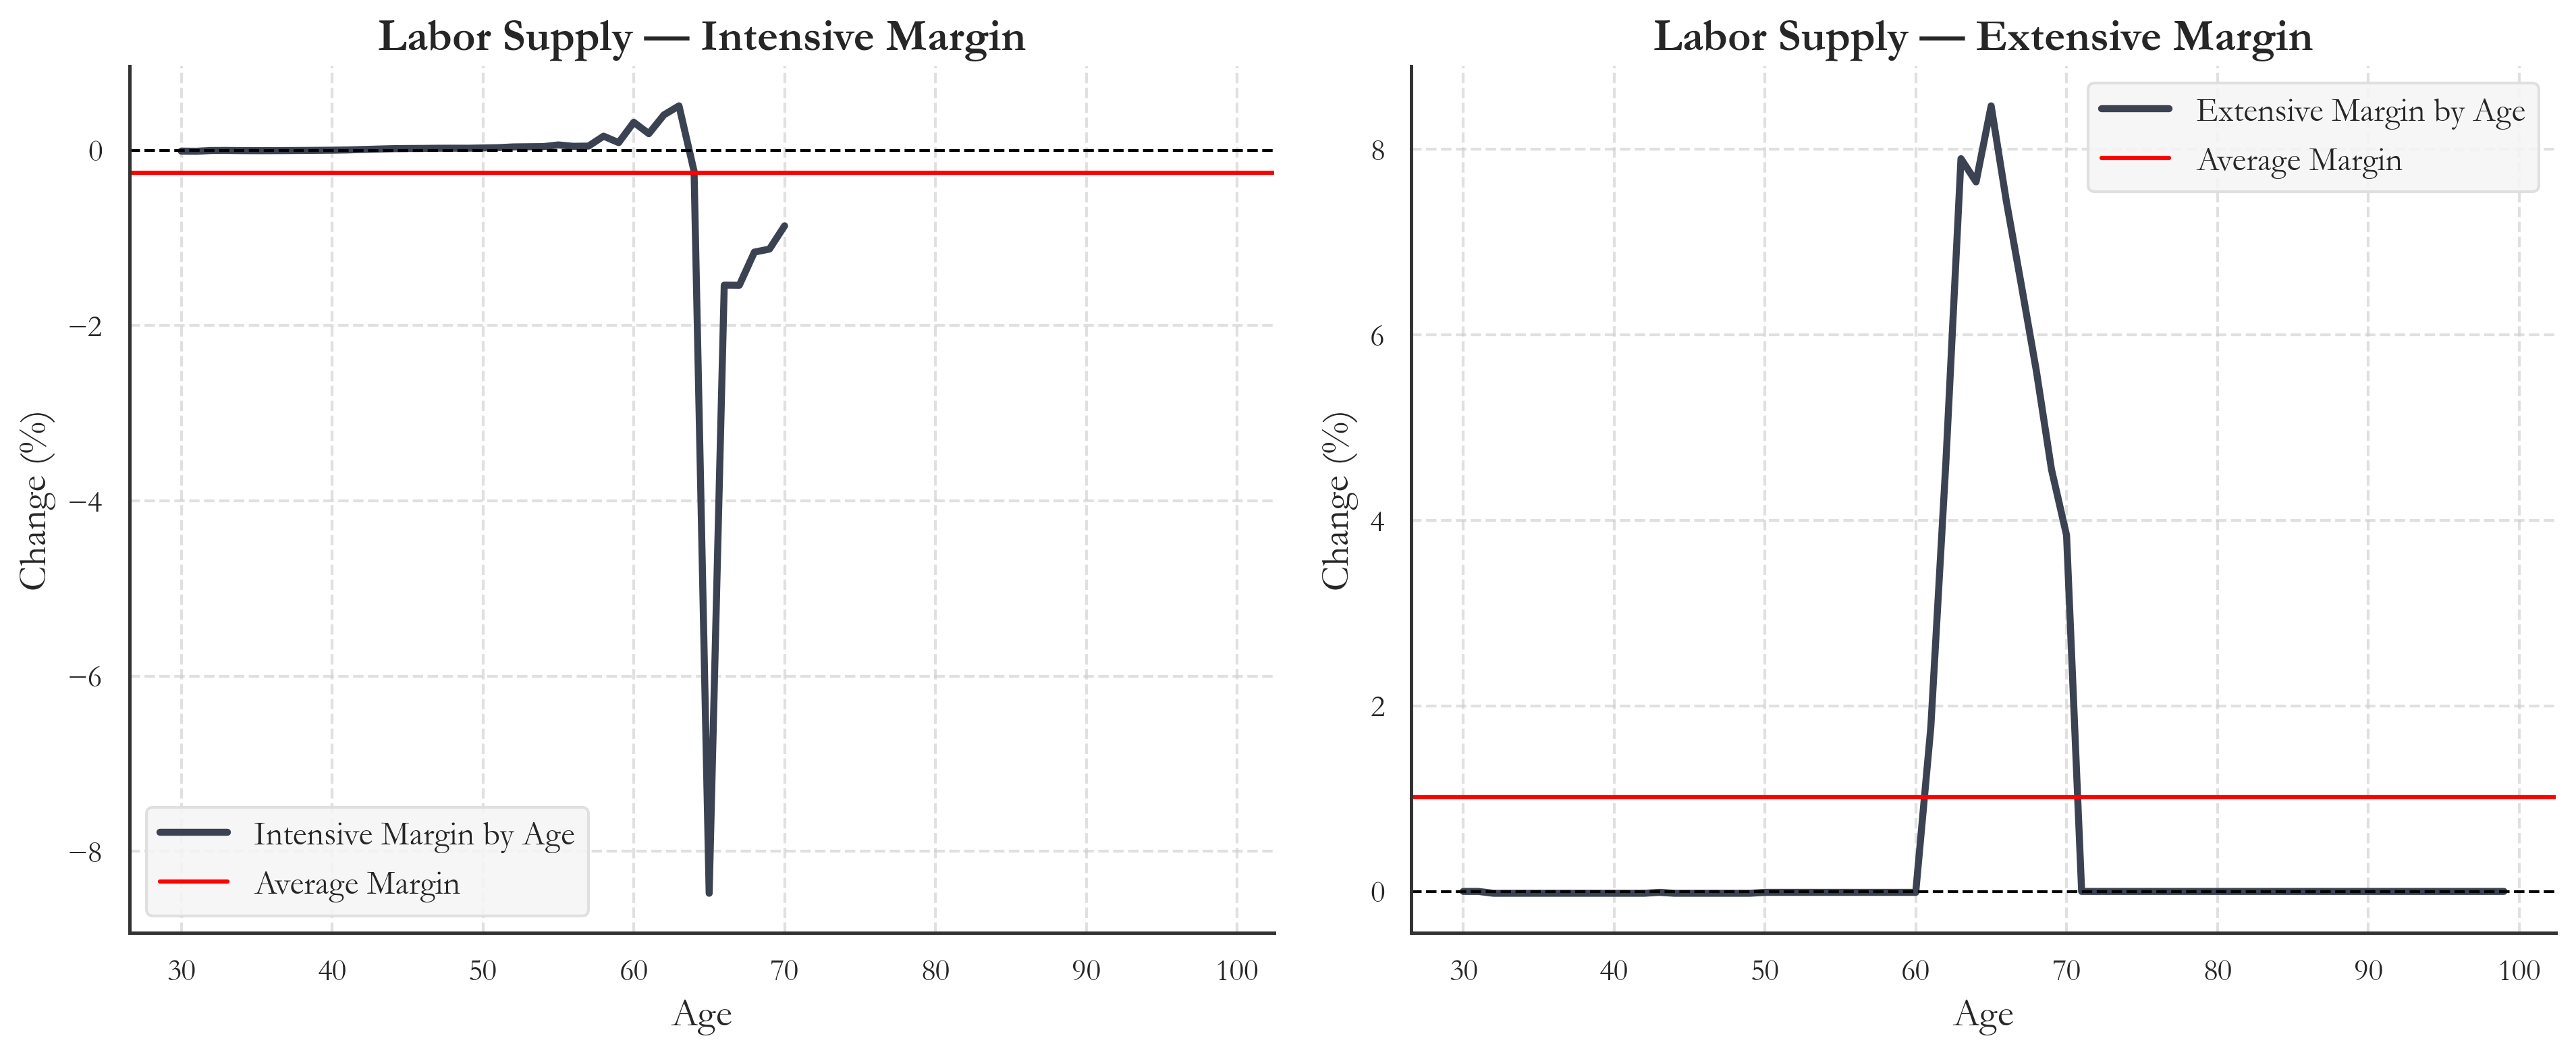 Labor Supply — Intensive Margin
Change (%)
0
−2
−4
−6
−8
Intensive Margin by Age
Average Margin
30 40 50 60 70 80 90 100
Age
Labor Supply — Extensive Margin
Change (%)
8
6
4
2
0
Extensive Margin by Age
Average Margin
30 40 50 60 70 80 90 100
Age